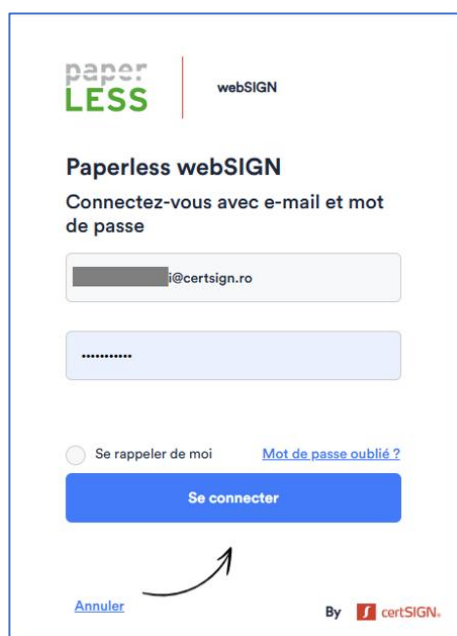 paper
LESS
webSIGN
Paperless webSIGN
Connectez-vous avec e-mail et mot
de passe
i@certsign.ro
•••••••••••
Se rappeler de moi Mot de passe oublié ?
Se connecter
Annuler
By certSIGN.